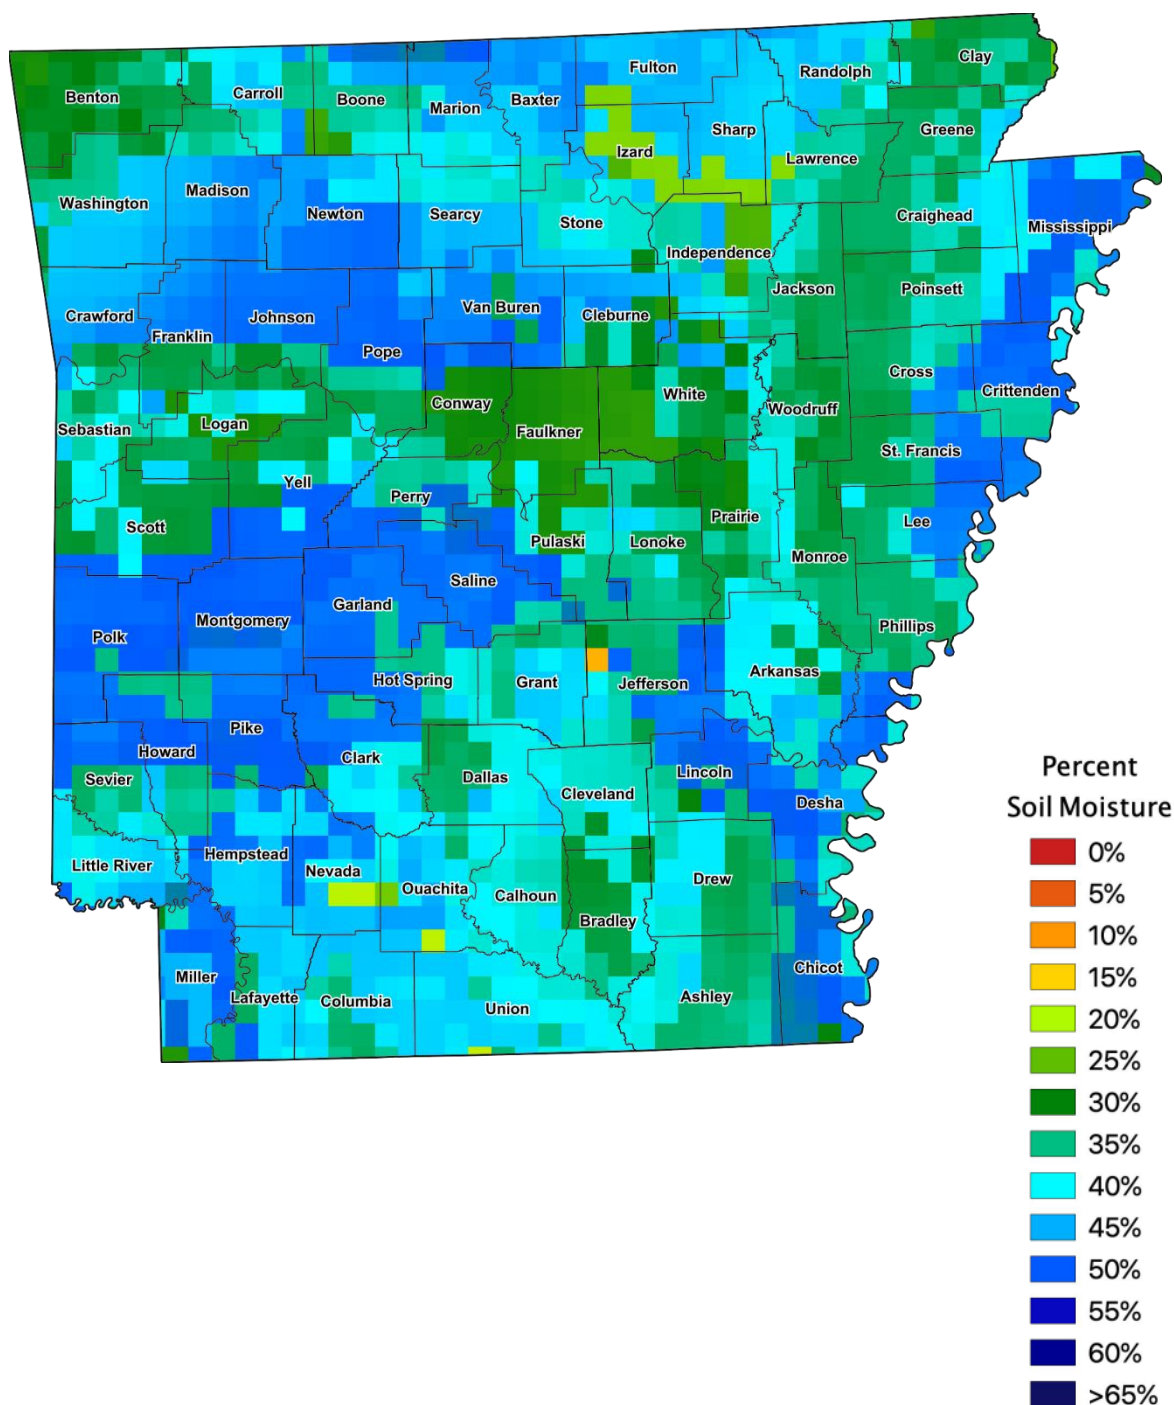 Clay
Fulton
Randolph
Carroll
Benton
Boone
Marion
Baxter
Sharp
Greene
Izard
Lawrence
Madison
Washington
Newton
Searcy
Stone
Craighead
Mississippi
Independence
Jackson
Poinsett
Van Buren
Cleburne
Crawford
Johnson
Franklin
Pope
Cross
Crittenden
White
Conway
Woodruff
Logan
Sebastian
Faulkner
St. Francis
Yell
Perry
Prairie
Lee
Scott
Pulaski
Lonoke
Monroe
Saline
Garland
Montgomery
Polk
Phillips
Arkansas
Hot Spring
Grant
Jefferson
Pike
Howard
Clark
Sevier
Dallas
Lincoln
Cleveland
Desha
Hempstead
Little River
Nevada
Ouachita
Calhoun
Drew
Bradley
Chicot
Miller
Lafayette
Columbia
Union
Ashley
Percent
Soil Moisture
0%
5%
10%
15%
20%
25%
30%
35%
40%
45%
50%
55%
60%
>65%